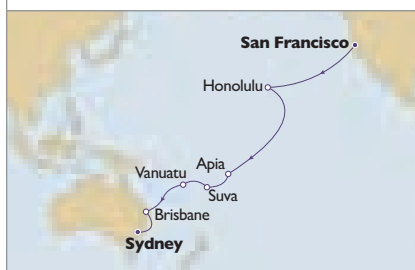 San Francisco
Honolulu
Apia
Vanuatu
Suva
Brisbane
Sydney